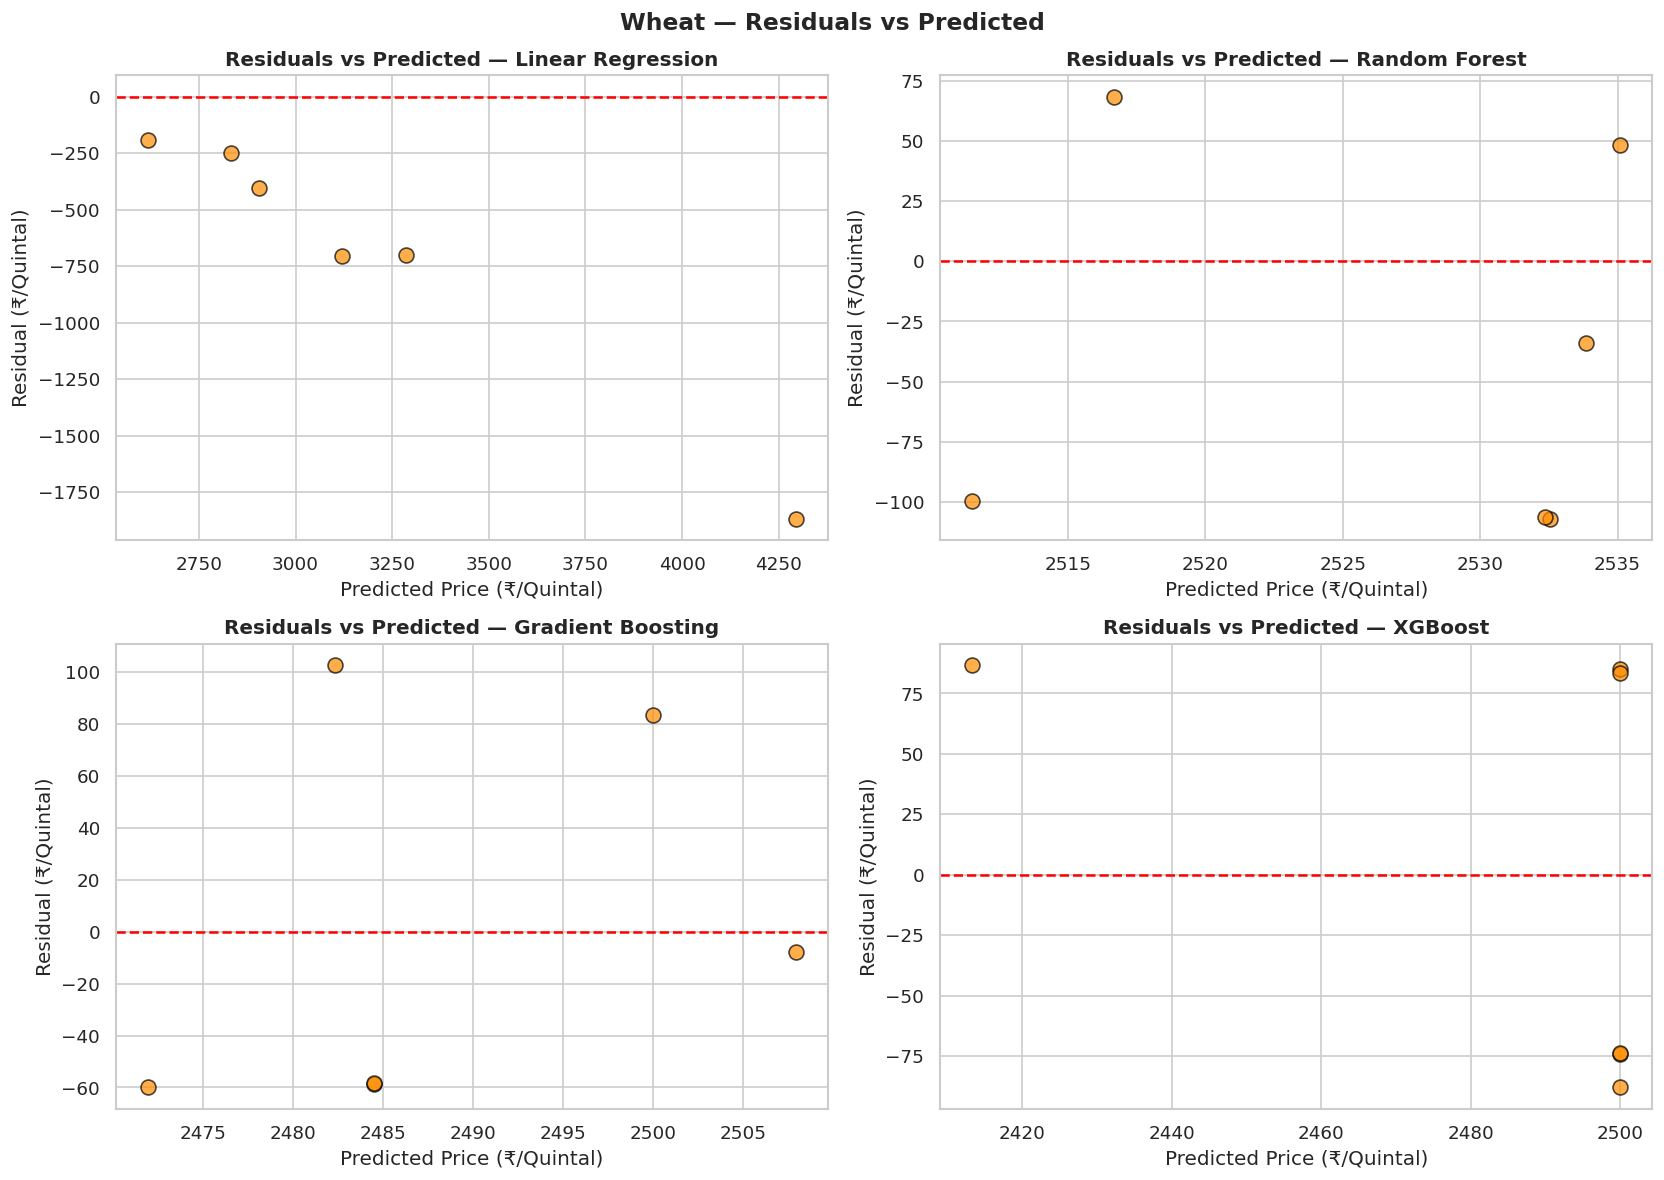 Wheat — Residuals vs Predicted
Residuals vs Predicted — Linear Regression
0
−250
−500
−750
−1000
−1250
−1500
−1750
Residual (₹/Quintal)
2750 3000 3250 3500 3750 4000 4250
Predicted Price (₹/Quintal)
Residuals vs Predicted — Random Forest
75
50
25
0
−25
−50
−75
−100
Residual (₹/Quintal)
2515 2520 2525 2530 2535
Predicted Price (₹/Quintal)
Residuals vs Predicted — Gradient Boosting
100
80
60
40
20
0
−20
−40
−60
Residual (₹/Quintal)
2475 2480 2485 2490 2495 2500 2505
Predicted Price (₹/Quintal)
Residuals vs Predicted — XGBoost
75
50
25
0
−25
−50
−75
Residual (₹/Quintal)
2420 2440 2460 2480 2500
Predicted Price (₹/Quintal)